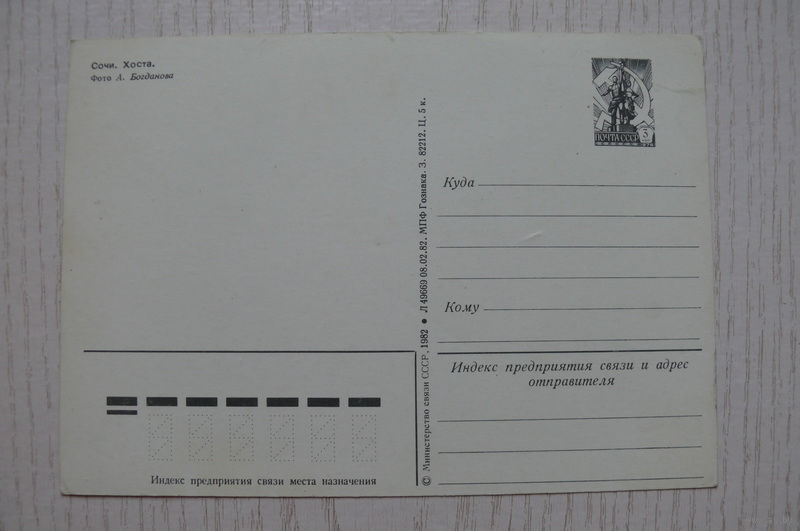 Сочи. Хоста.
Фото А. Богданова
ПОЧТА СССР 3
Куда
Кому
Индекс предприятия связи и адрес
отправителя
Индекс предприятия связи места назначения
© Министерство связи СССР, 1982 ● Л 49669 08.02.82. МПФ Гознака. З. 82212. Ц. 5 к.